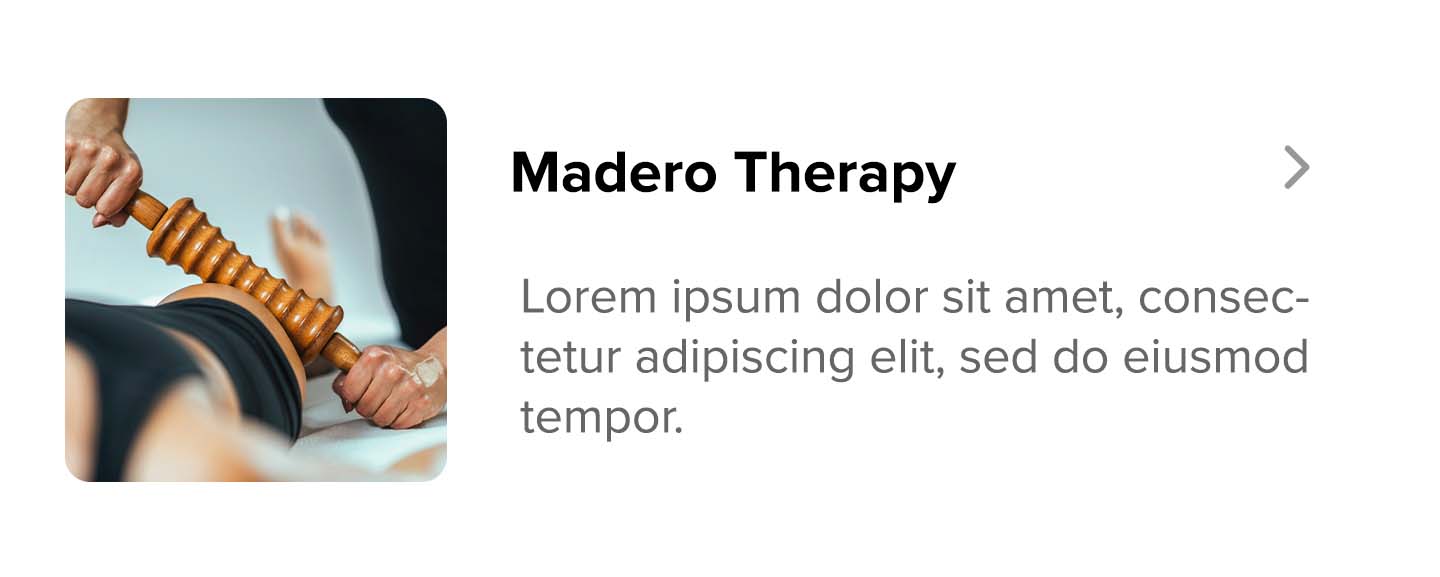 Madero Therapy
Lorem ipsum dolor sit amet, consec-
tetur adipiscing elit, sed do eiusmod
tempor.